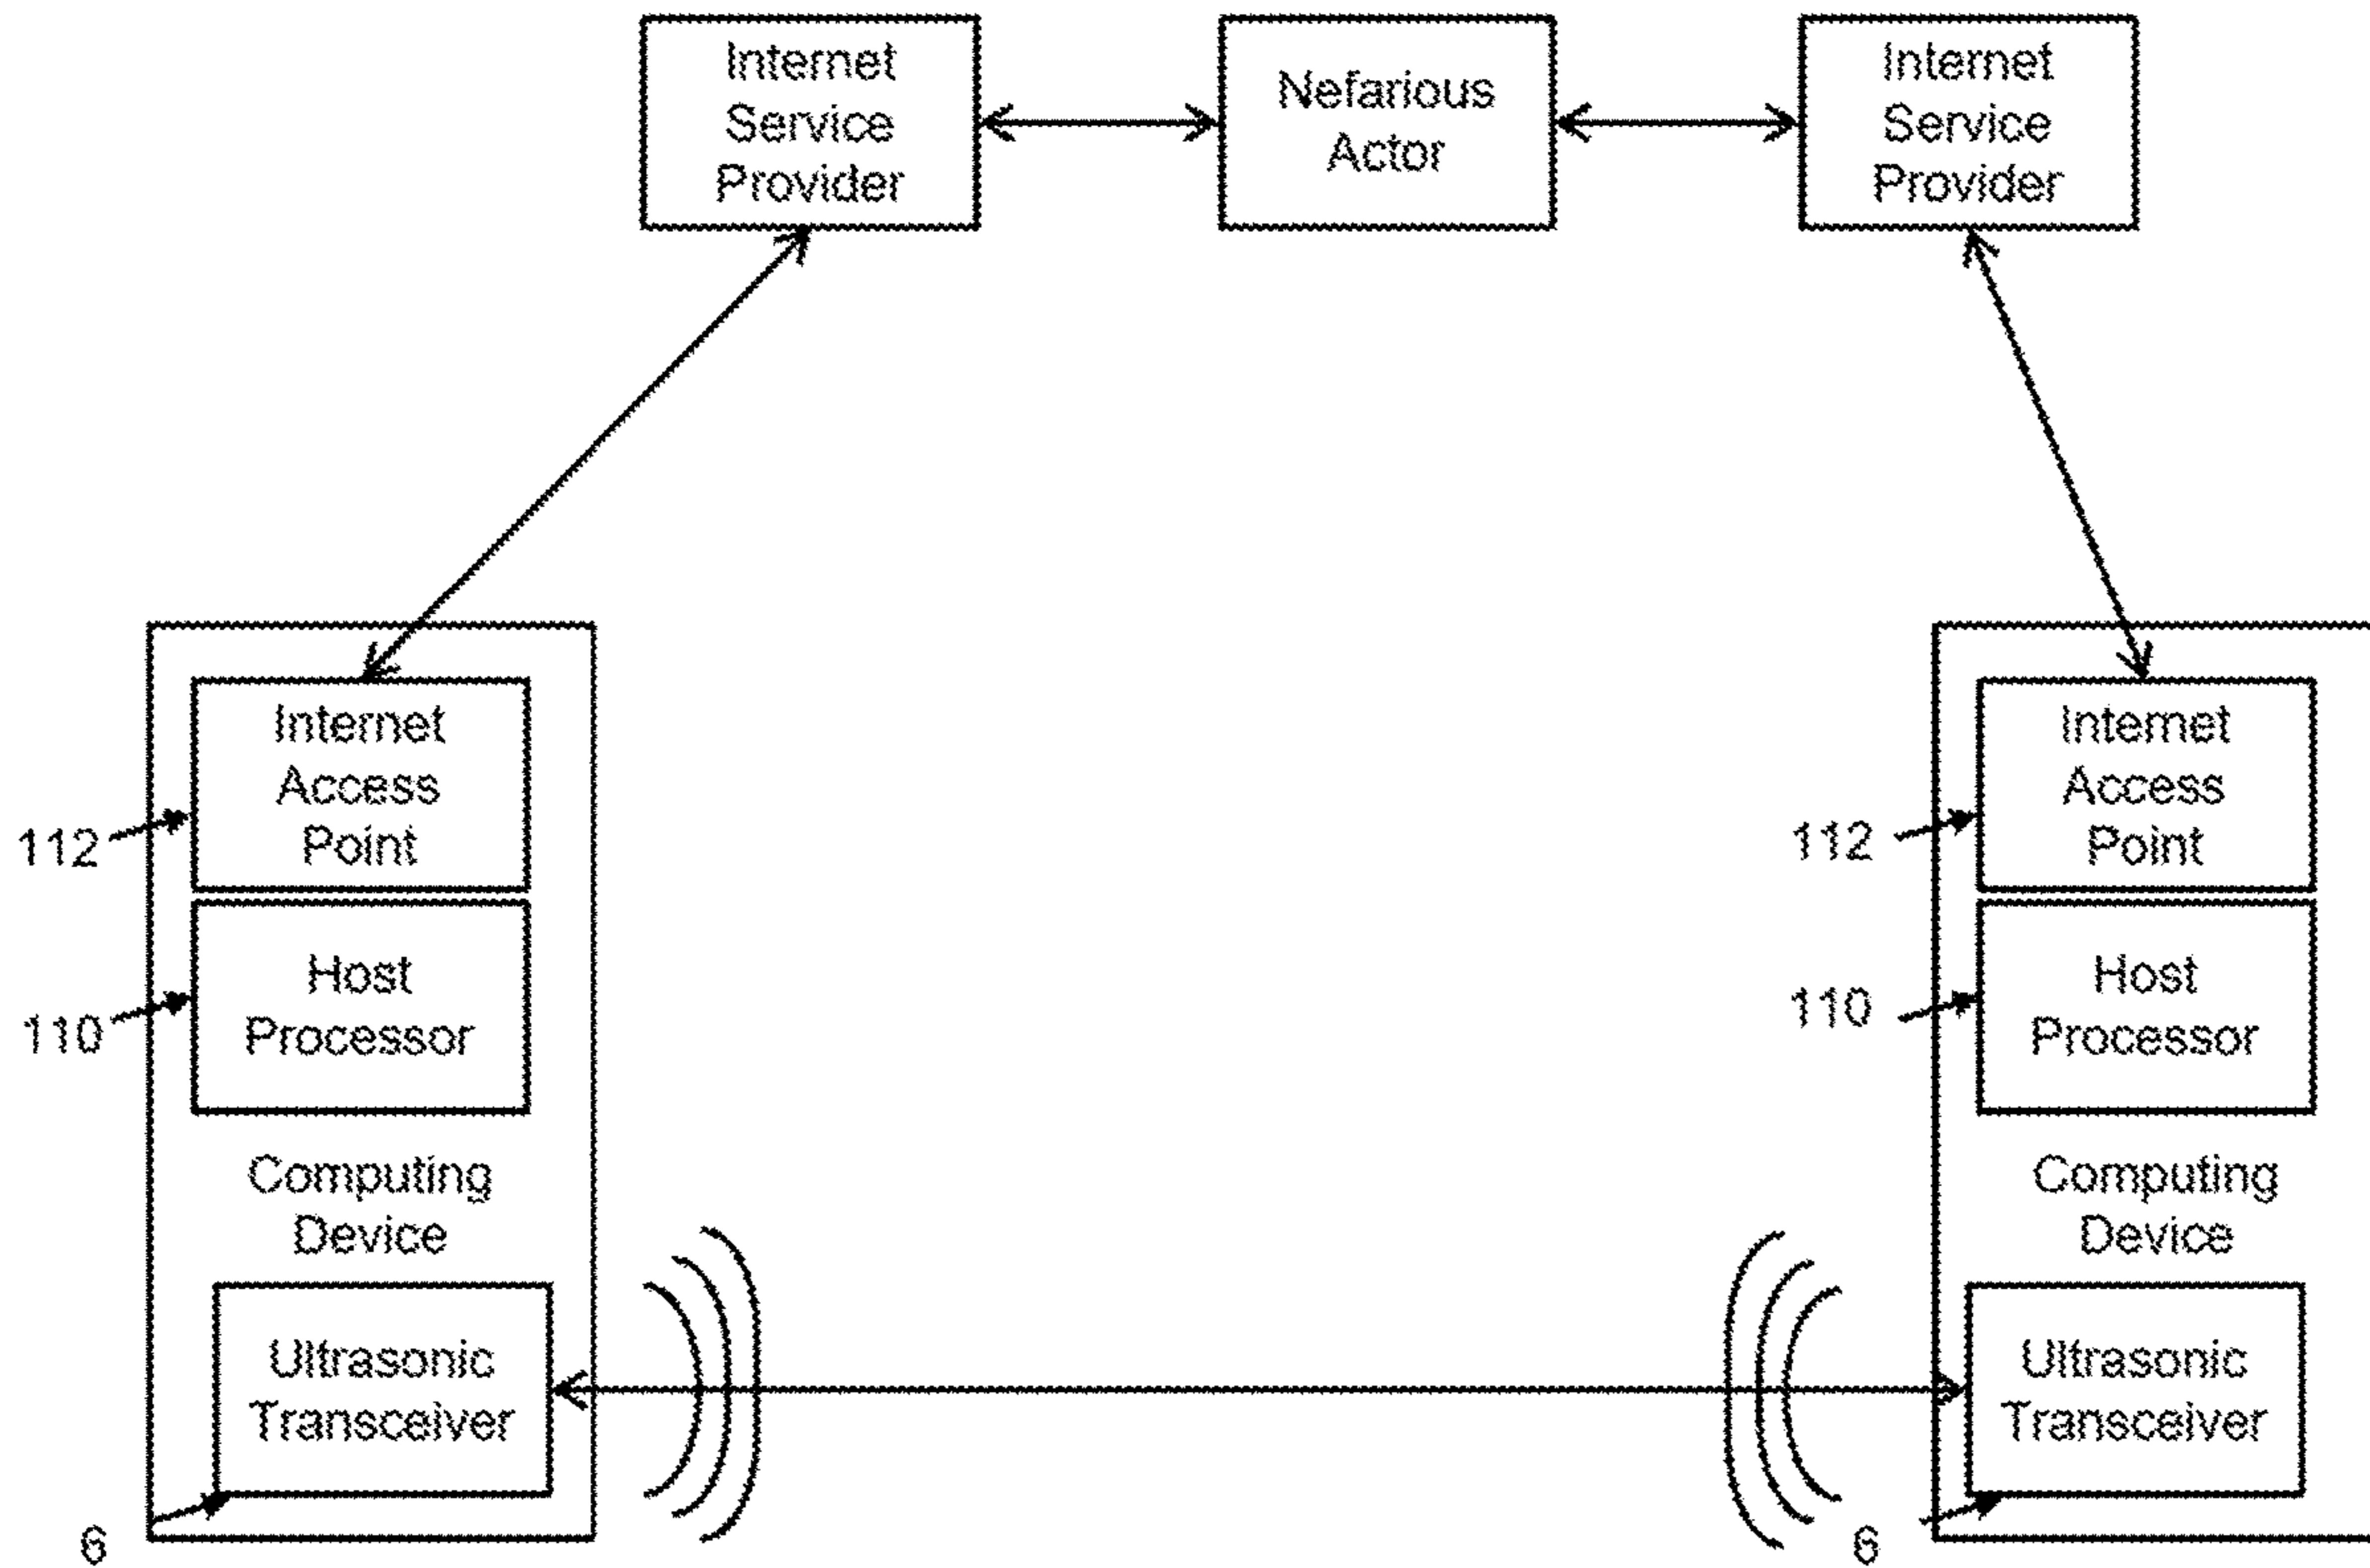 Internet
Service
Provider
Nefarious
Actor
Internet
Service
Provider
Internet
Access
Point
112
Host
Processor
110
Computing
Device
Ultrasonic
Transceiver
6
Internet
Access
Point
112
Host
Processor
110
Computing
Device
Ultrasonic
Transceiver
6